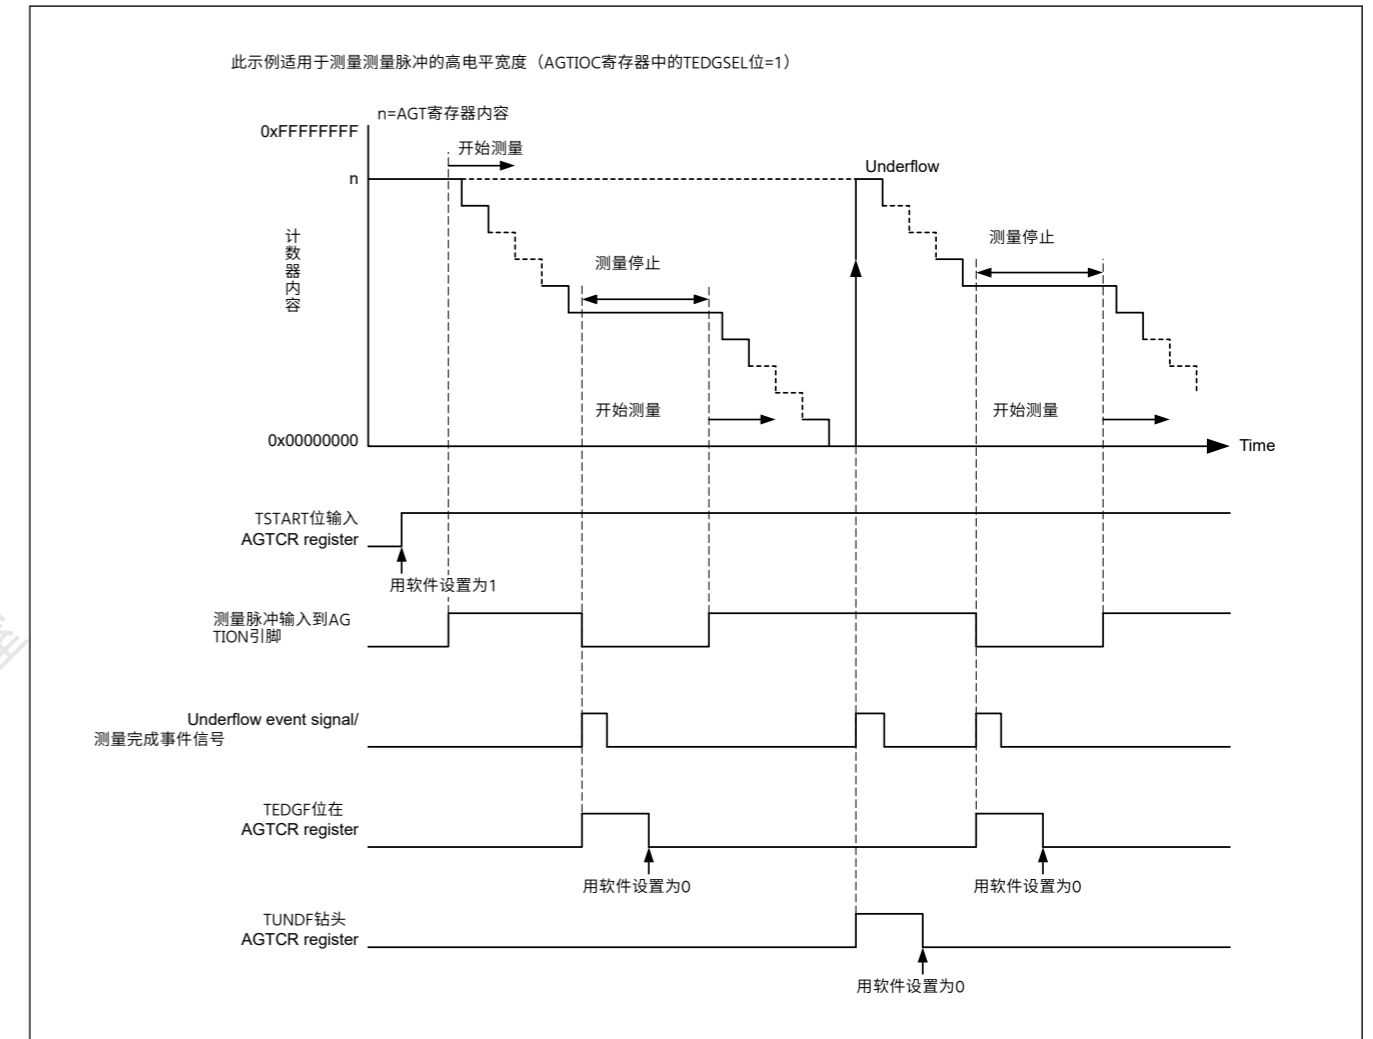 此示例适用于测量测量脉冲的高电平宽度（AGTIOC寄存器中的TEDGSEL位=1）
n=AGT寄存器内容
0xFFFFFFFF
开始测量
Underflow
n
计数器内容
测量停止
测量停止
开始测量
开始测量
0x00000000
Time
TSTART位输入
AGTCR register
用软件设置为1
测量脉冲输入到AG
TION引脚
Underflow event signal/
测量完成事件信号
TEDGF位在
AGTCR register
用软件设置为0
用软件设置为0
TUNDF钻头
AGTCR register
用软件设置为0